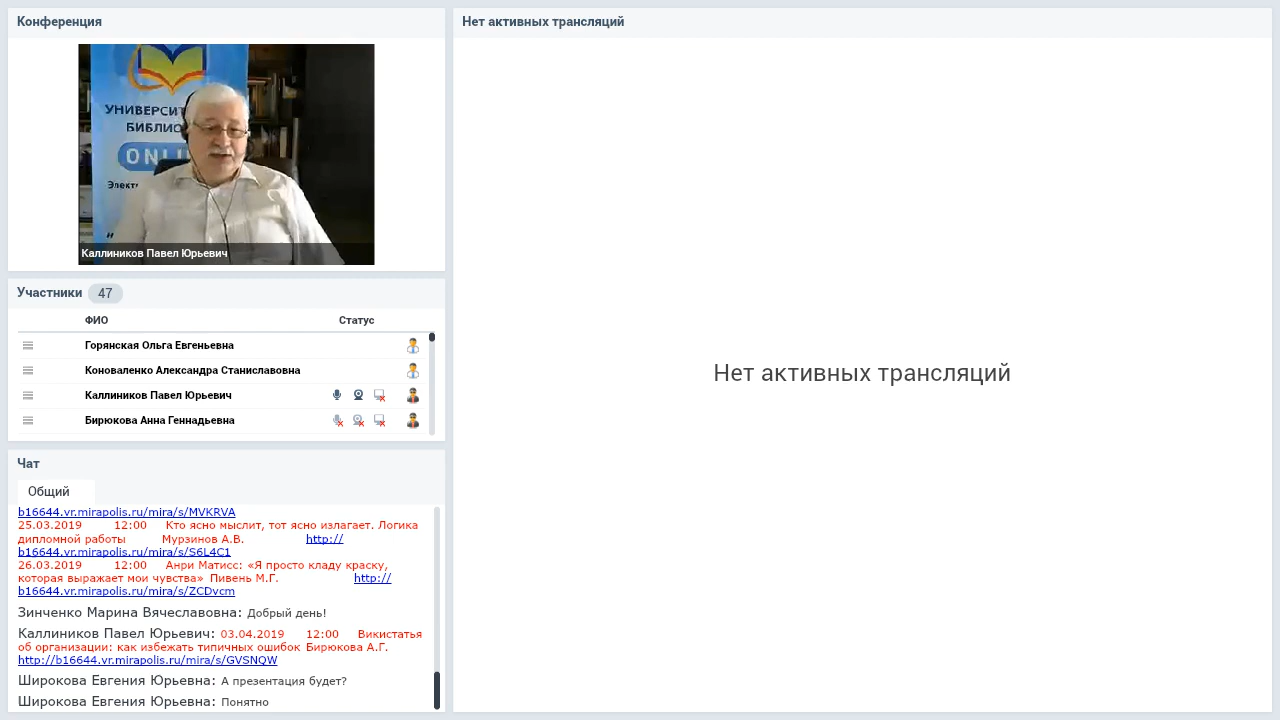 Конференция
УНИВЕРСИТ
БИБЛИО
ONLI
Элект
Каллиников Павел Юрьевич
Участники 47
ФИО Статус
Горянская Ольга Евгеньевна
Коноваленко Александра Станиславовна
Каллиников Павел Юрьевич
Бирюкова Анна Геннадьевна
Чат
Общий
b16644.vr.mirapolis.ru/mira/s/MVKRVA
25.03.2019 12:00 Кто ясно мыслит, тот ясно излагает. Логика
дипломной работы Мурзинов А.В. http://
b16644.vr.mirapolis.ru/mira/s/S6L4C1
26.03.2019 12:00 Анри Матисс: «Я просто кладу краску,
которая выражает мои чувства» Пивень М.Г. http://
b16644.vr.mirapolis.ru/mira/s/ZCDvcm
Зинченко Марина Вячеславовна: Добрый день!
Каллиников Павел Юрьевич: 03.04.2019 12:00 Викистатья
об организации: как избежать типичных ошибок Бирюкова А.Г.
http://b16644.vr.mirapolis.ru/mira/s/GVSNQW
Широкова Евгения Юрьевна: А презентация будет?
Широкова Евгения Юрьевна: Понятно
Нет активных трансляций
Нет активных трансляций